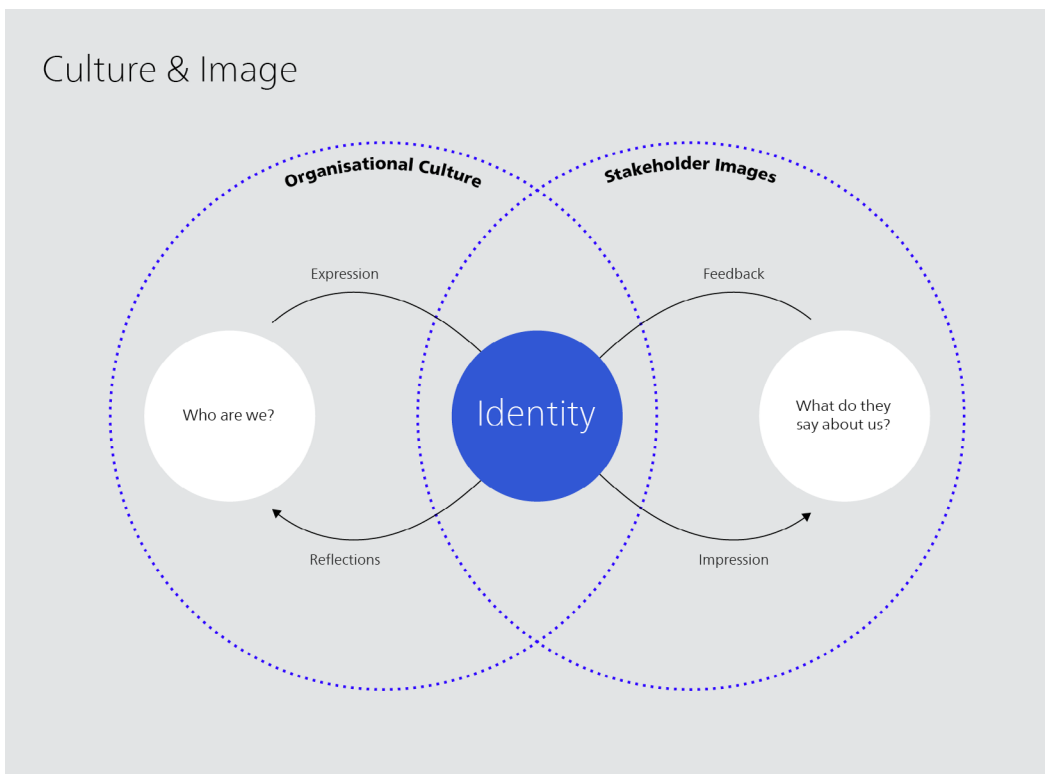 Culture & Image
Organisational Culture
Stakeholder Images
Expression
Feedback
Who are we?
Identity
What do they
say about us?
Reflections
Impression